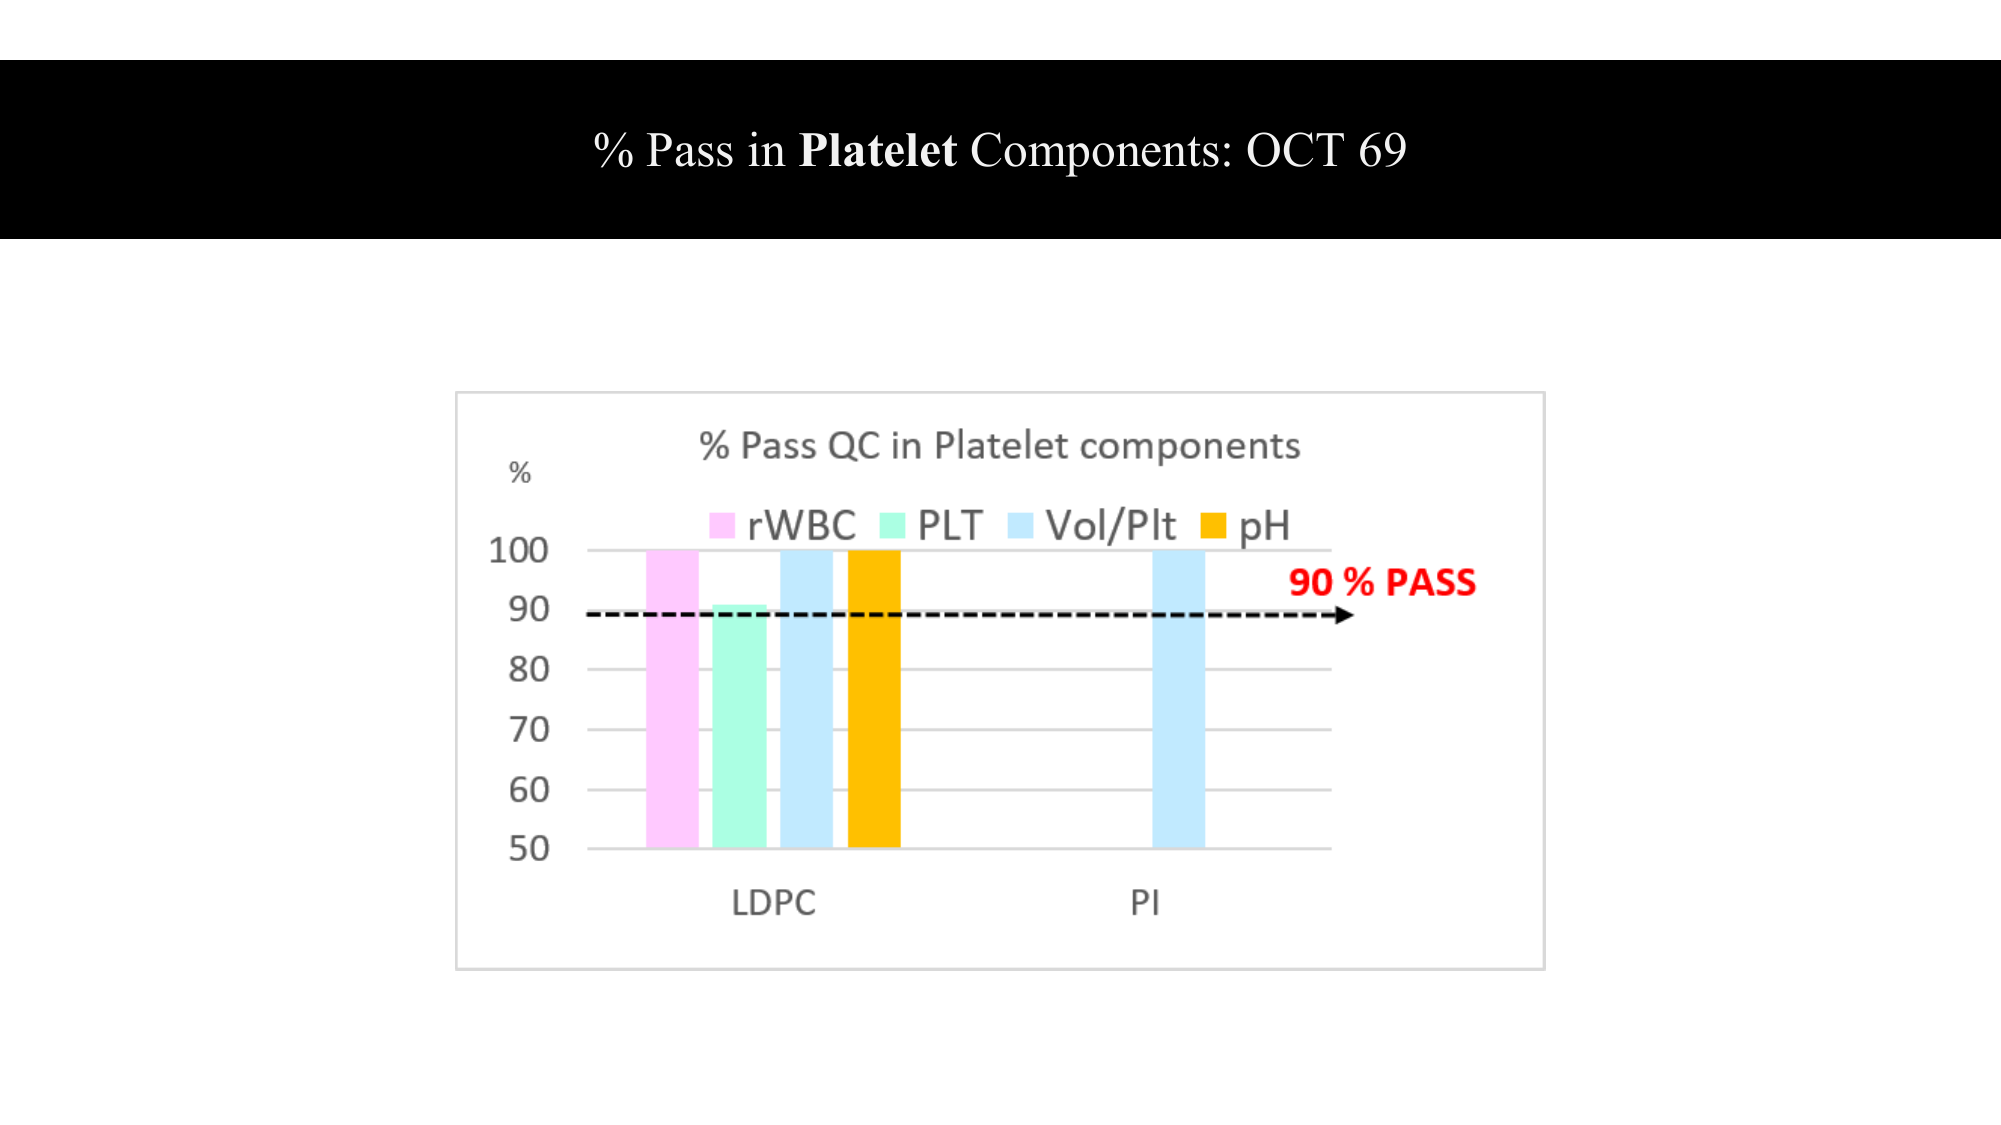 % Pass in Platelet Components: OCT 69
% Pass QC in Platelet components
%
rWBC PLT Vol/Plt pH
100
90 % PASS
90
80
70
60
50
LDPC PI